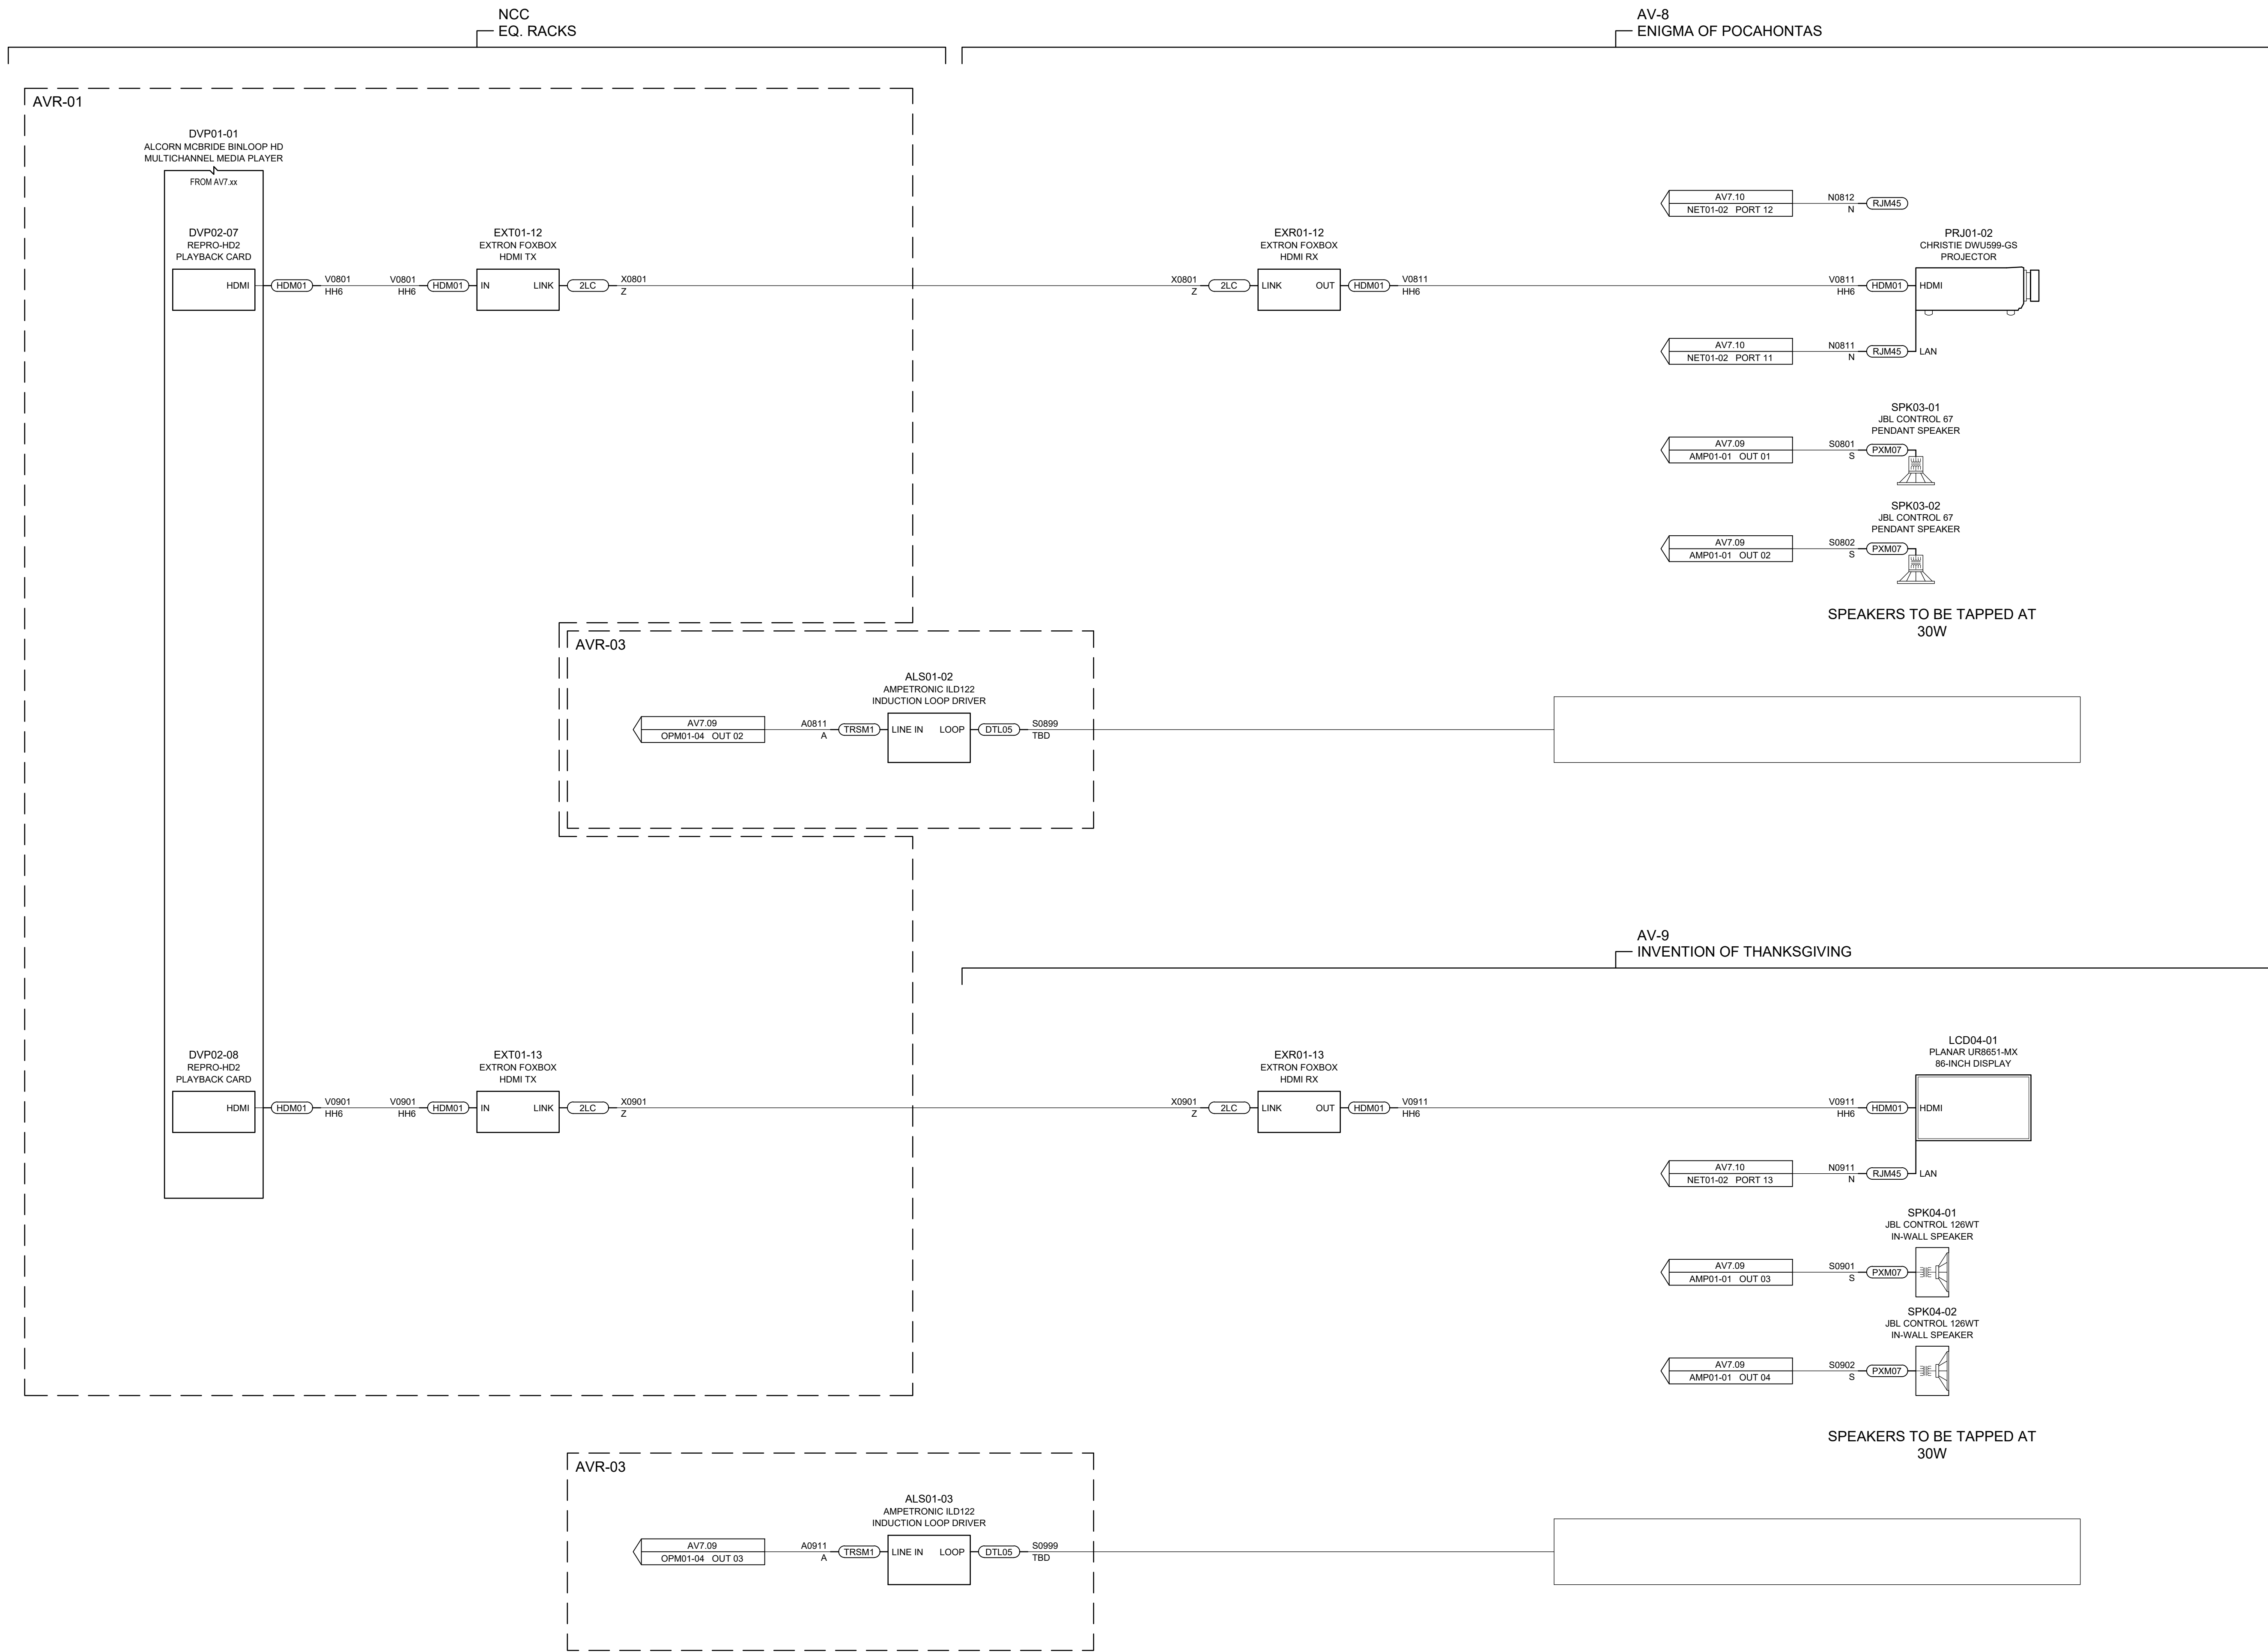 NCC
EQ. RACKS
AV-8
ENIGMA OF POCAHONTAS
AVR-01
DVP01-01
ALCORN MCBRIDE BINLOOP HD
MULTICHANNEL MEDIA PLAYER
FROM AV7.xx
AV7.10
NET01-02 PORT 12
N0812
N
RJM45
DVP02-07
REPRO-HD2
PLAYBACK CARD
HDMI
HDM01
V0801
HH6
V0801
HH6
HDM01
EXT01-12
EXTRON FOXBOX
HDMI TX
IN
LINK
2LC
X0801
Z
X0801
Z
2LC
EXR01-12
EXTRON FOXBOX
HDMI RX
LINK
OUT
HDM01
V0811
HH6
V0811
HH6
HDM01
PRJ01-02
CHRISTIE DWU599-GS
PROJECTOR
HDMI
AV7.10
NET01-02 PORT 11
N0811
N
RJM45
LAN
SPK03-01
JBL CONTROL 67
PENDANT SPEAKER
AV7.09
AMP01-01 OUT 01
S0801
S
PXM07
SPK03-02
JBL CONTROL 67
PENDANT SPEAKER
AV7.09
AMP01-01 OUT 02
S0802
S
PXM07
SPEAKERS TO BE TAPPED AT
30W
AVR-03
ALS01-02
AMPETRONIC ILD122
INDUCTION LOOP DRIVER
AV7.09
OPM01-04 OUT 02
A0811
A
TRSM1
LINE IN
LOOP
DTL05
S0899
TBD
AV-9
INVENTION OF THANKSGIVING
DVP02-08
REPRO-HD2
PLAYBACK CARD
HDMI
HDM01
V0901
HH6
V0901
HH6
HDM01
EXT01-13
EXTRON FOXBOX
HDMI TX
IN
LINK
2LC
X0901
Z
X0901
Z
2LC
EXR01-13
EXTRON FOXBOX
HDMI RX
LINK
OUT
HDM01
V0911
HH6
V0911
HH6
HDM01
LCD04-01
PLANAR UR8651-MX
86-INCH DISPLAY
HDMI
AV7.10
NET01-02 PORT 13
N0911
N
RJM45
LAN
SPK04-01
JBL CONTROL 126WT
IN-WALL SPEAKER
AV7.09
AMP01-01 OUT 03
S0901
S
PXM07
SPK04-02
JBL CONTROL 126WT
IN-WALL SPEAKER
AV7.09
AMP01-01 OUT 04
S0902
S
PXM07
SPEAKERS TO BE TAPPED AT
30W
AVR-03
ALS01-03
AMPETRONIC ILD122
INDUCTION LOOP DRIVER
AV7.09
OPM01-04 OUT 03
A0911
A
TRSM1
LINE IN
LOOP
DTL05
S0999
TBD